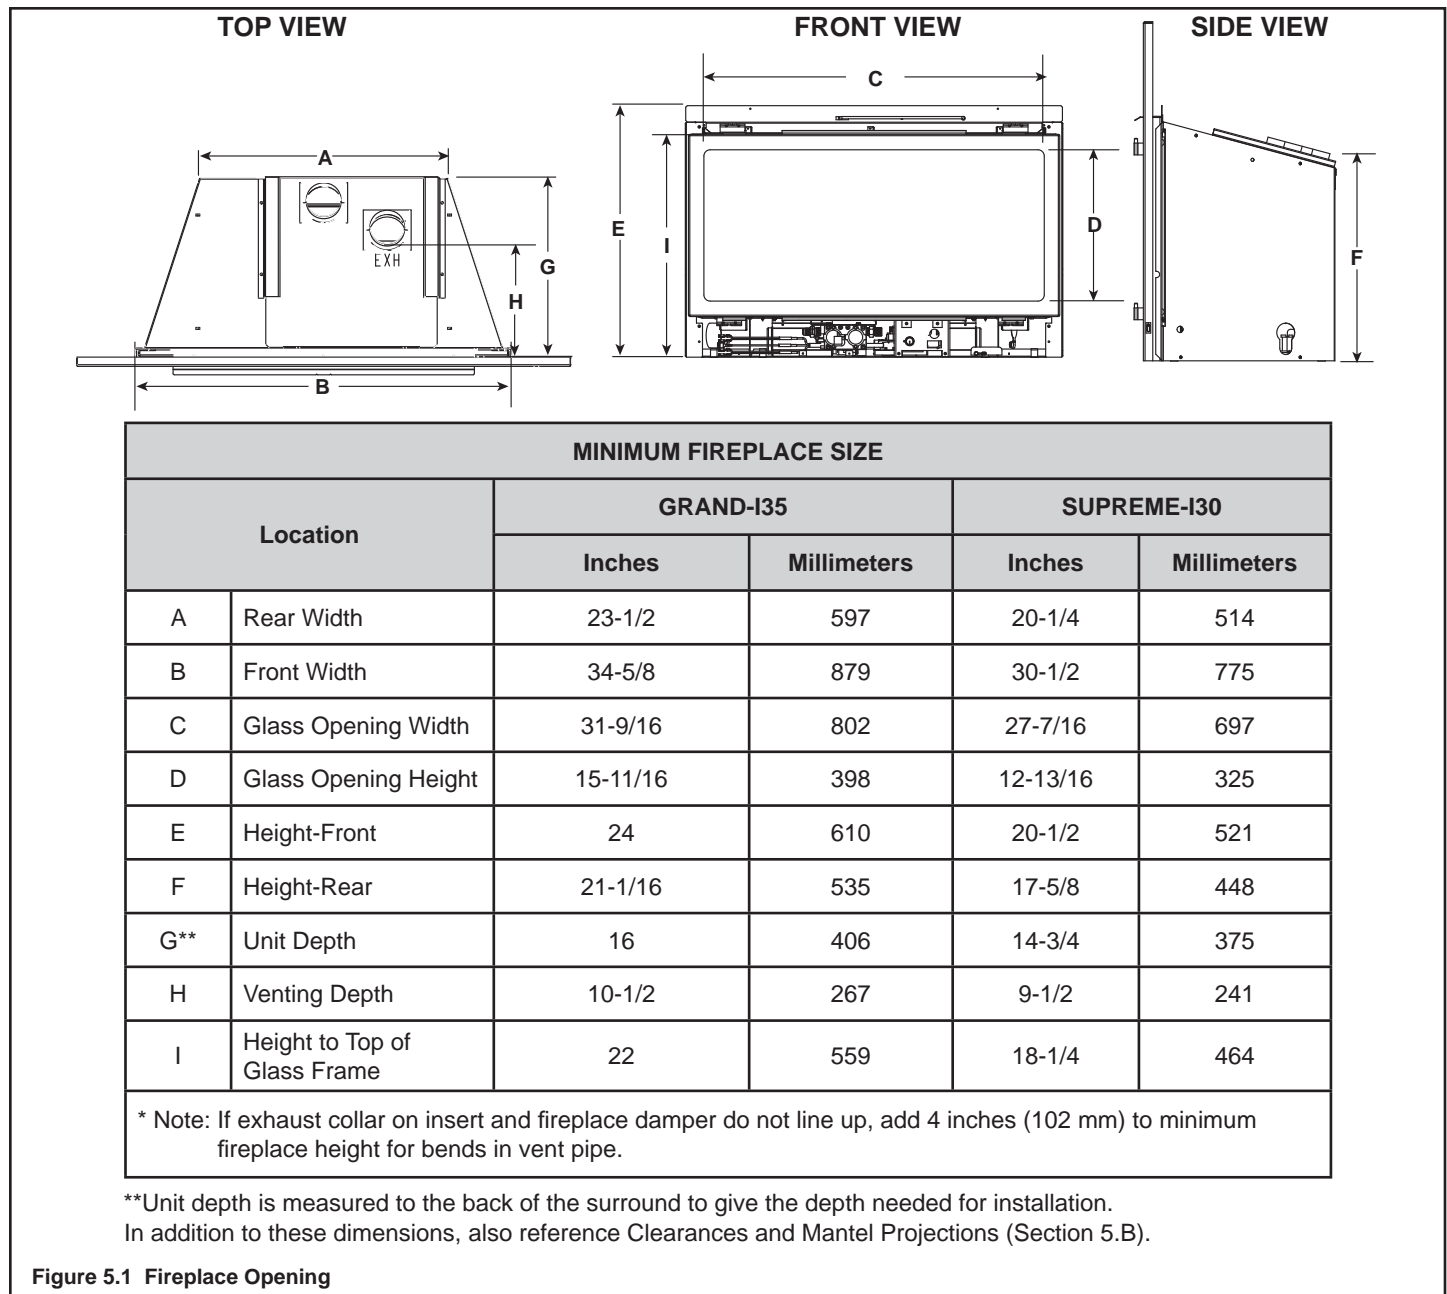 TOP VIEW
FRONT VIEW
SIDE VIEW
A
B
EXH
G
H
C
E
I
D
F
MINIMUM FIREPLACE SIZE
Location GRAND-I35 SUPREME-I30
Inches Millimeters Inches Millimeters
A Rear Width 23-1/2 597 20-1/4 514
B Front Width 34-5/8 879 30-1/2 775
C Glass Opening Width 31-9/16 802 27-7/16 697
D Glass Opening Height 15-11/16 398 12-13/16 325
E Height-Front 24 610 20-1/2 521
F Height-Rear 21-1/16 535 17-5/8 448
G** Unit Depth 16 406 14-3/4 375
H Venting Depth 10-1/2 267 9-1/2 241
I Height to Top of
Glass Frame 22 559 18-1/4 464
* Note: If exhaust collar on insert and fireplace damper do not line up, add 4 inches (102 mm) to minimum
fireplace height for bends in vent pipe.
**Unit depth is measured to the back of the surround to give the depth needed for installation.
In addition to these dimensions, also reference Clearances and Mantel Projections (Section 5.B).
Figure 5.1 Fireplace Opening